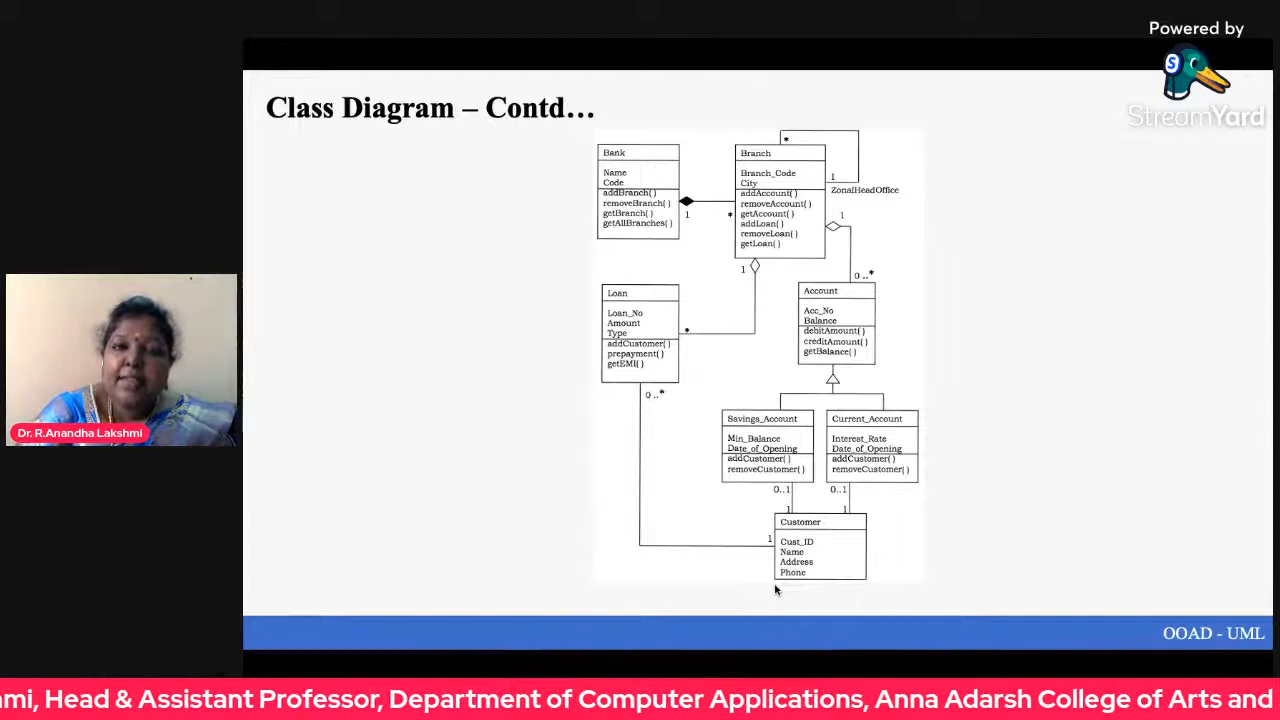 Powered by
StreamYard
Class Diagram – Contd...
Bank
Name
Code
addBranch( )
removeBranch( )
getBranch( )
getAllBranches( )
1
*
Branch
Branch_Code
City
addAccount( )
removeAccount( )
getAccount( )
addLoan( )
removeLoan( )
getLoan( )
*
1
ZonalHeadOffice
1
0..*
1
*
Loan
Loan_No
Amount
Type
addCustomer( )
prepayment( )
getEMI( )
0..*
Account
Acc_No
Balance
debitAmount( )
creditAmount( )
getBalance( )
Savings_Account
Min_Balance
Date_of_Opening
addCustomer( )
removeCustomer( )
0..1
1
Current_Account
Interest_Rate
Date_of_Opening
addCustomer( )
removeCustomer( )
0..1
1
1
Customer
Cust_ID
Name
Address
Phone
Dr. R.Anandha Lakshmi
OOAD - UML
Head & Assistant Professor, Department of Computer Applications, Anna Adarsh College of Arts and